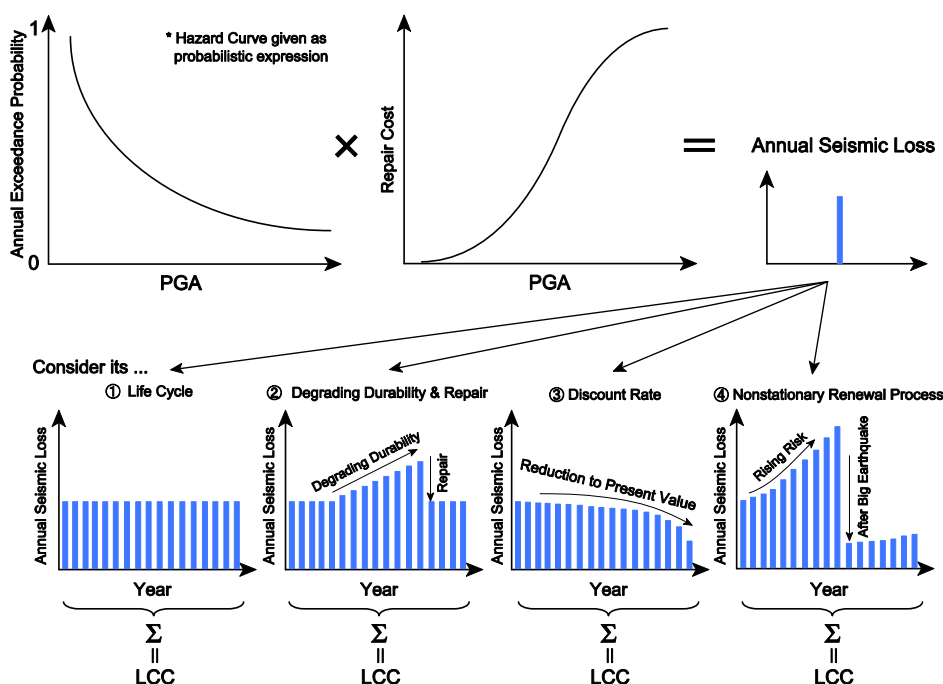 1
Annual Exceedance Probability
0
* Hazard Curve given as
probabilistic expression
PGA
×
Repair Cost
PGA
=
Annual Seismic Loss
Consider its ...
① Life Cycle
Annual Seismic Loss
Year
Σ
=
LCC
② Degrading Durability & Repair
Annual Seismic Loss
Degrading Durability
Repair
Year
Σ
=
LCC
③ Discount Rate
Annual Seismic Loss
Reduction to Present Value
Year
Σ
=
LCC
④ Nonstationary Renewal Process
Annual Seismic Loss
Rising Risk
After Big Earthquake
Year
Σ
=
LCC